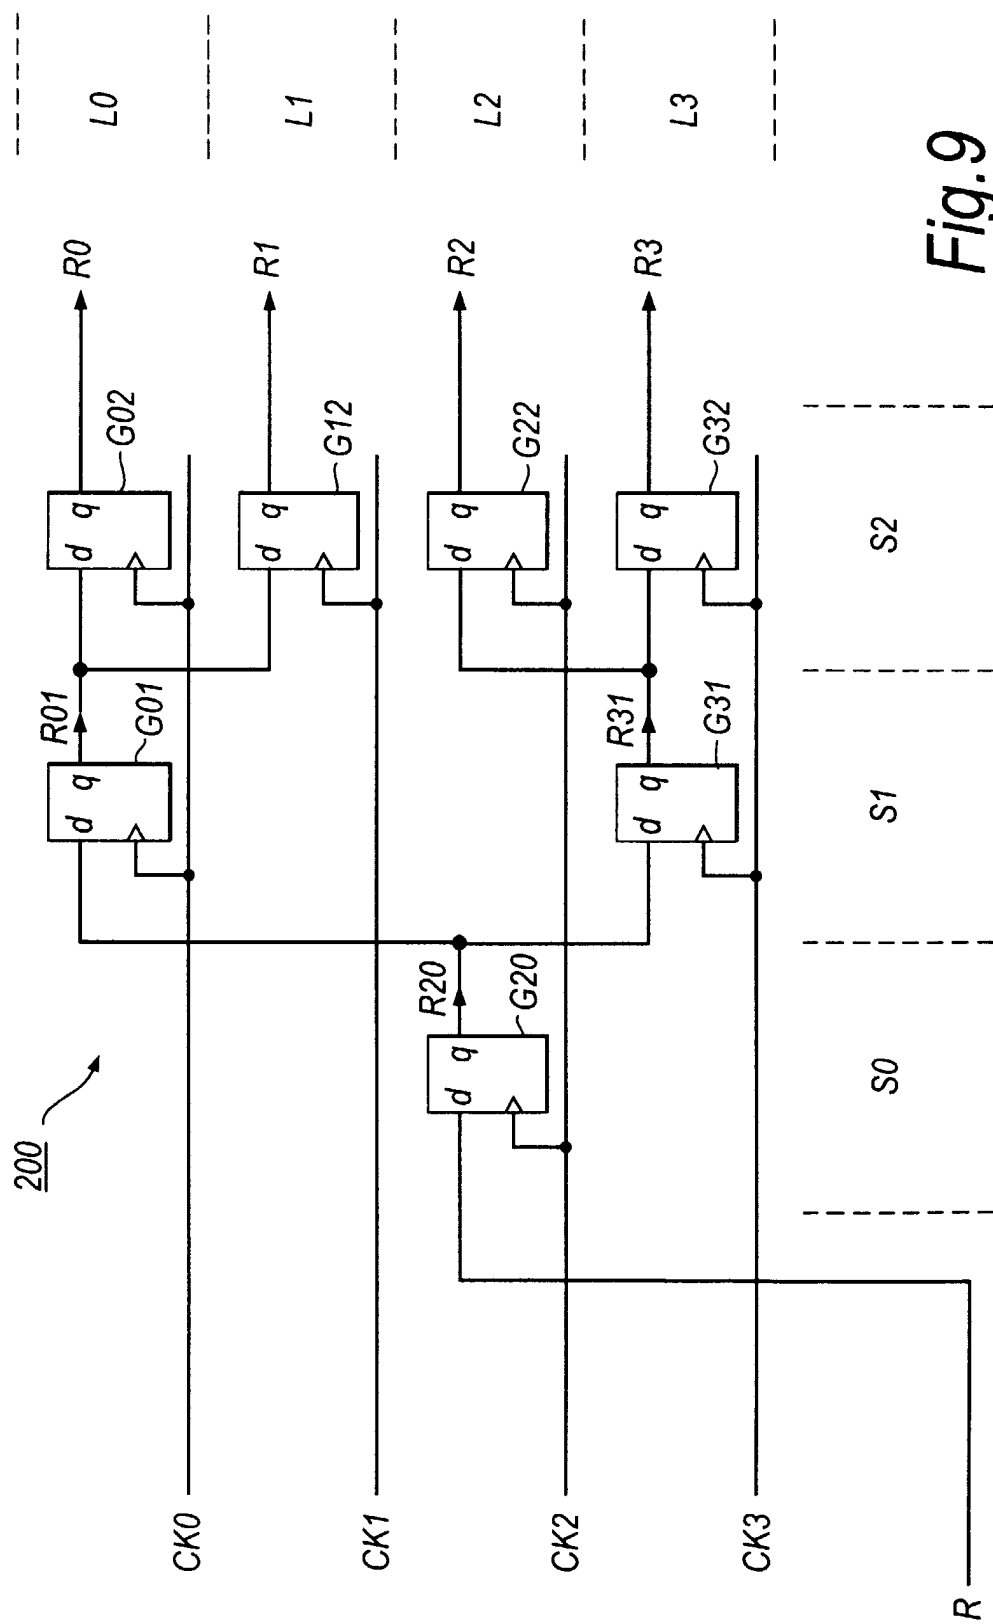 200
R0
R1
R2
R3
L0
L1
L2
L3
d q
G02
d q
G12
d q
G22
d q
G32
R01
d q
G01
R31
d q
G31
R20
d q
G20
CK0
CK1
CK2
CK3
R
S0
S1
S2
Fig.9